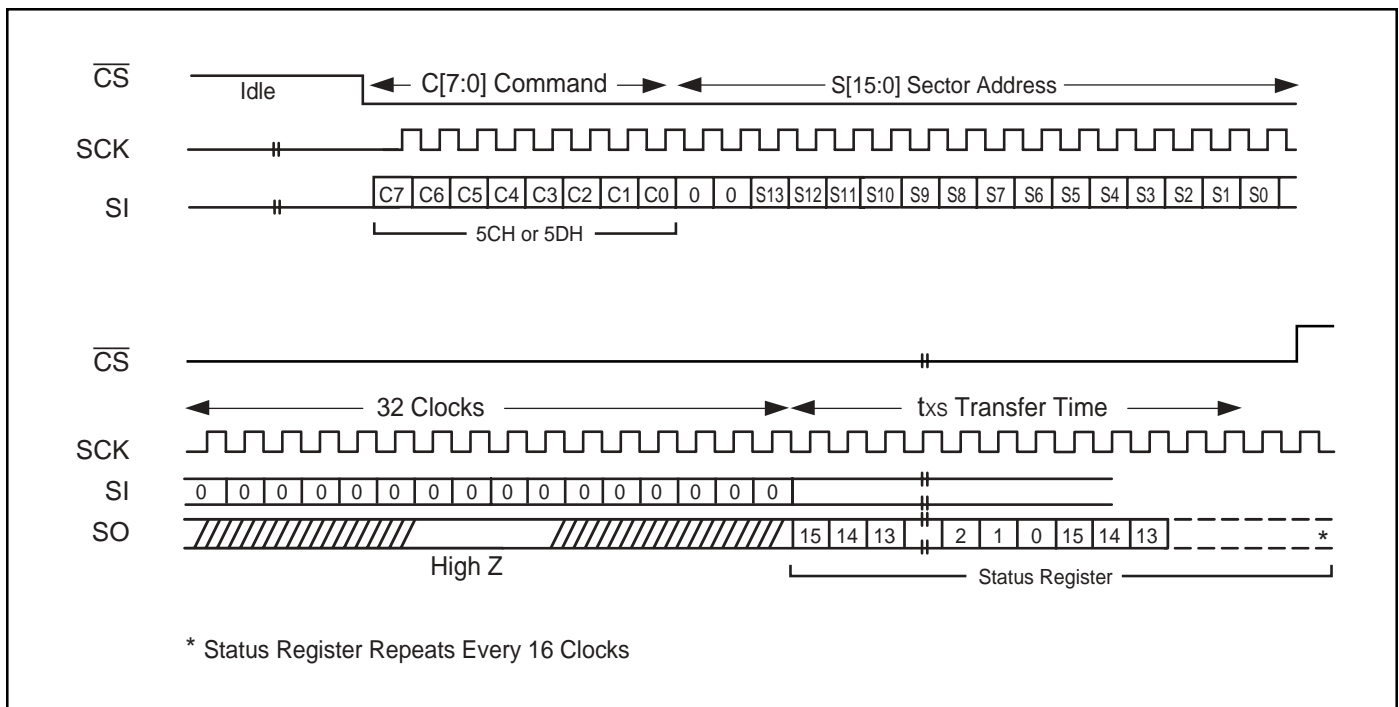 CS
Idle
C[7:0] Command
S[15:0] Sector Address
SCK
SI
C7 C6 C5 C4 C3 C2 C1 C0 0 0 S13 S12 S11 S10 S9 S8 S7 S6 S5 S4 S3 S2 S1 S0
5CH or 5DH
CS
32 Clocks
txs Transfer Time
SCK
SI
0 0 0 0 0 0 0 0 0 0 0 0 0 0 0 0
SO
15 14 13 2 1 0 15 14 13 *
High Z
Status Register
* Status Register Repeats Every 16 Clocks